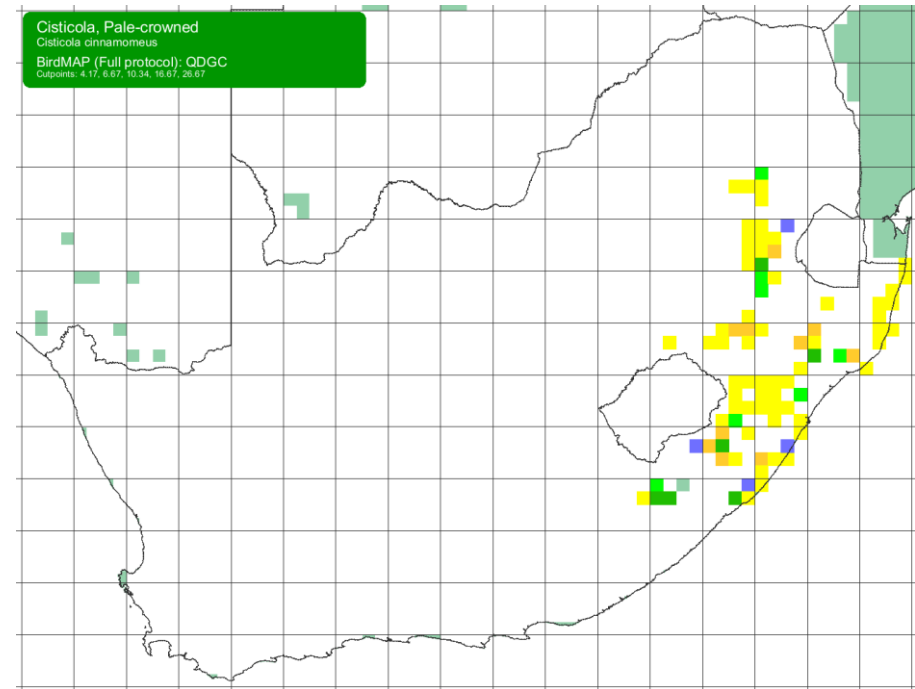 Cisticola, Pale-crowned
Cisticola cinnamomeus
BirdMAP (Full protocol): QDGC
Cutpoints: 4.17, 6.67, 10.34, 16.67, 26.67